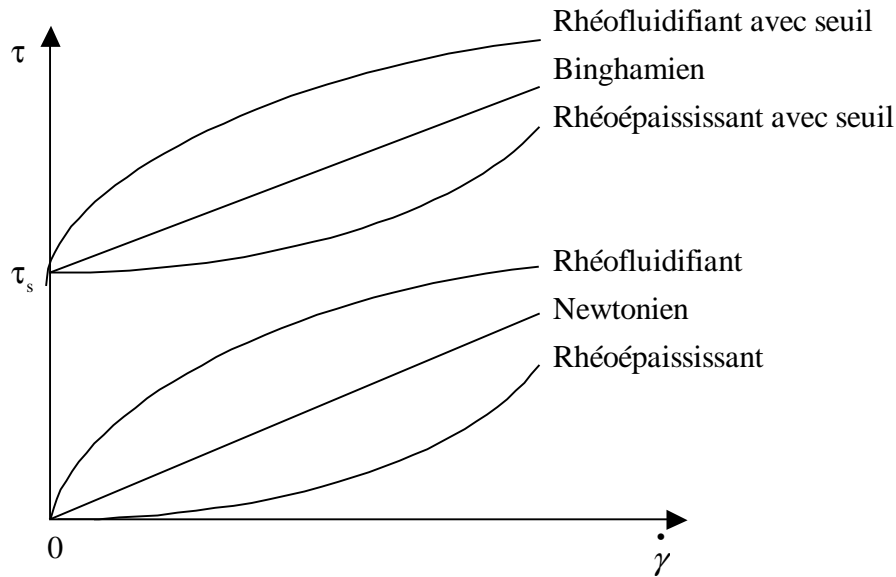 Rhéofluidifiant avec seuil
τ
Binghamien
Rhéoépaississant avec seuil
τs
Rhéofluidifiant
Newtonien
Rhéoépaississant
0
γ̇